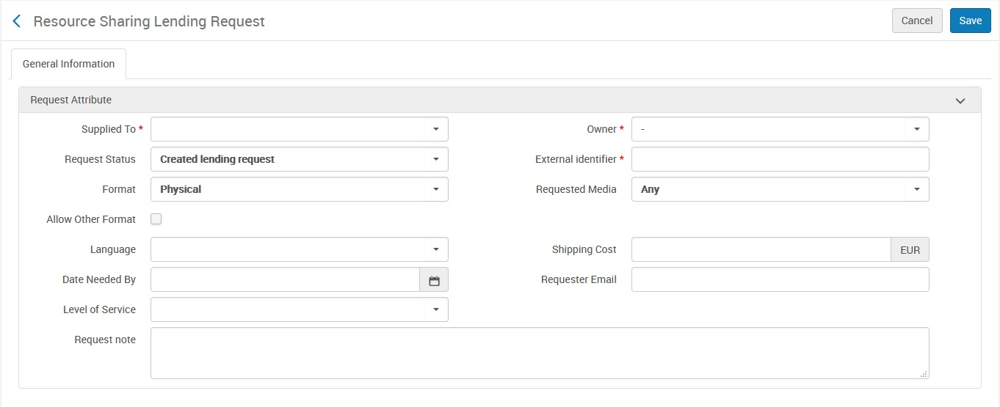 Resource Sharing Lending Request
Cancel
Save
General Information
Request Attribute
Supplied To *
Owner * -
Request Status Created lending request
External identifier *
Format Physical
Requested Media Any
Allow Other Format
Language
Shipping Cost EUR
Date Needed By
Requester Email
Level of Service
Request note